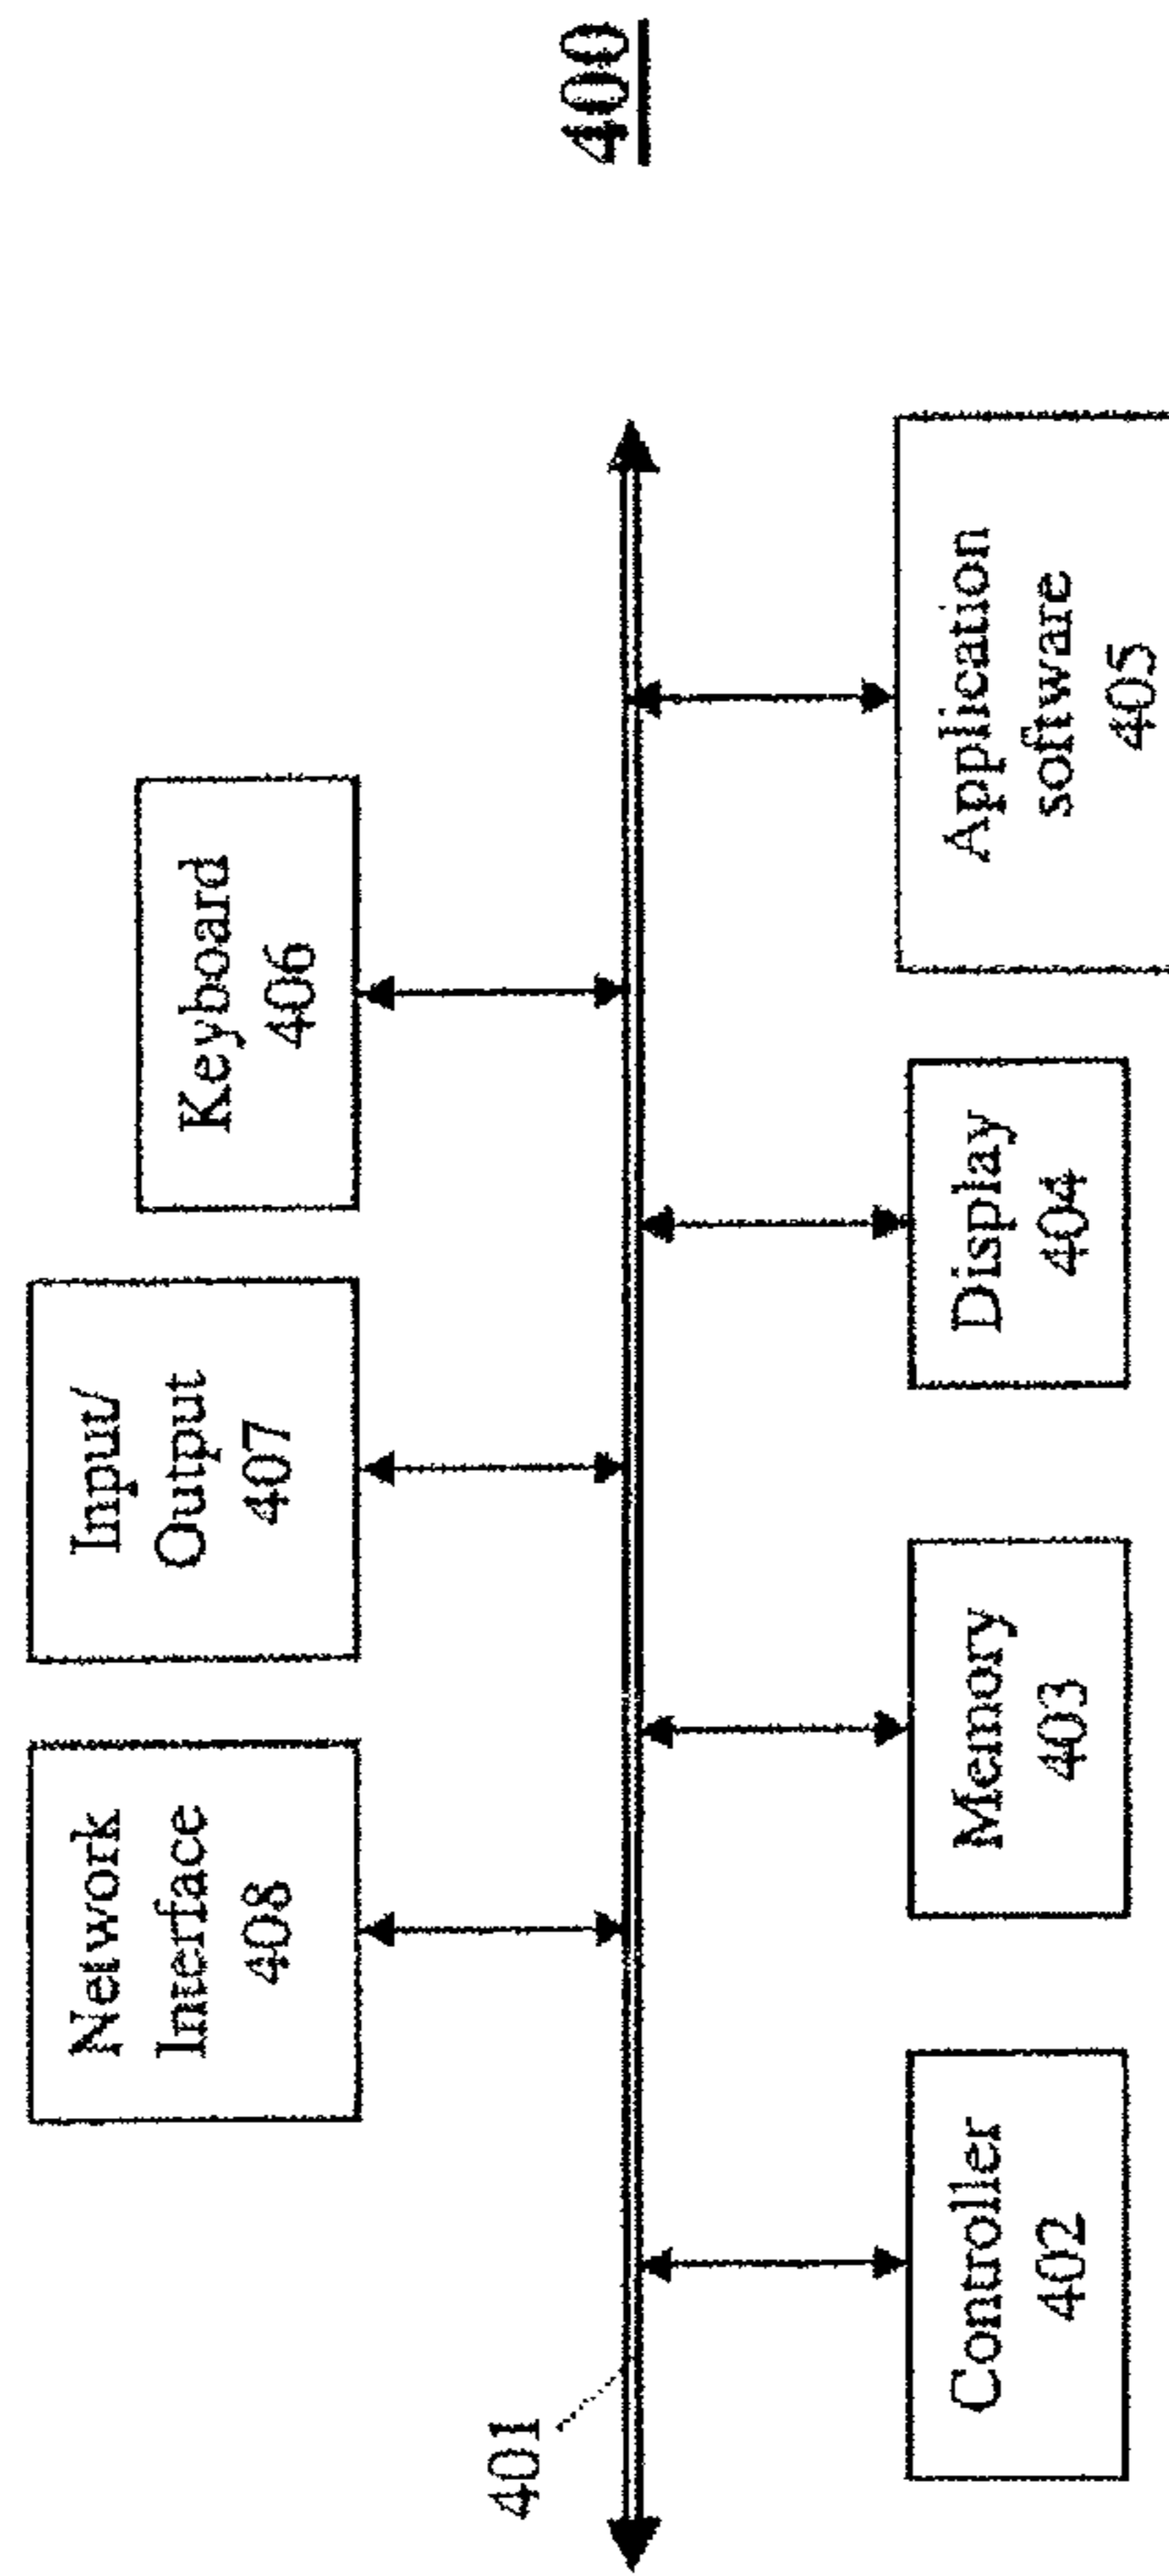 400
Network
Interface
408
Input/
Output
407
Keyboard
406
401
Controller
402
Memory
403
Display
404
Application
software
405